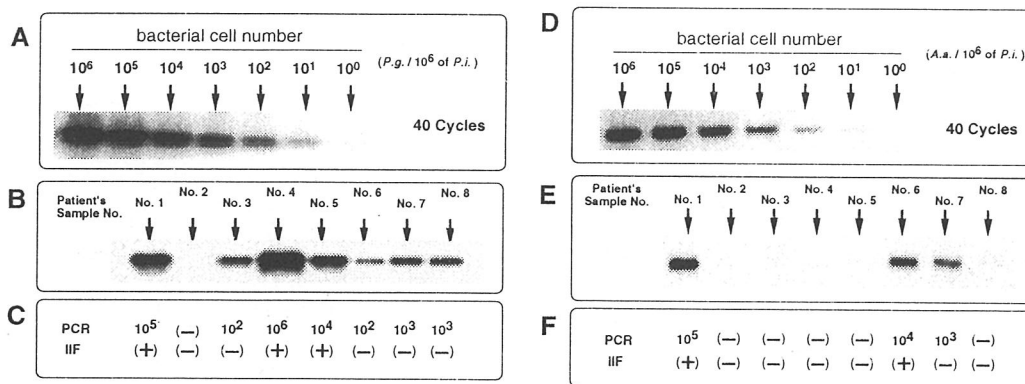 A
bacterial cell number
10⁶ 10⁵ 10⁴ 10³ 10² 10¹ 10⁰ (P.g. / 10⁶ of P.i.)
40 Cycles
B
Patient's Sample No. No. 1 No. 2 No. 3 No. 4 No. 5 No. 6 No. 7 No. 8
C
PCR 10⁵ (−) 10² 10⁶ 10⁴ 10² 10³ 10³
IIF (+) (−) (−) (+) (+) (−) (−) (−)
D
bacterial cell number
10⁶ 10⁵ 10⁴ 10³ 10² 10¹ 10⁰ (A.a. / 10⁶ of P.i.)
40 Cycles
E
Patient's Sample No. No. 1 No. 2 No. 3 No. 4 No. 5 No. 6 No. 7 No. 8
F
PCR 10⁵ (−) (−) (−) (−) 10⁴ 10³ (−)
IIF (+) (−) (−) (−) (−) (+) (−) (−)